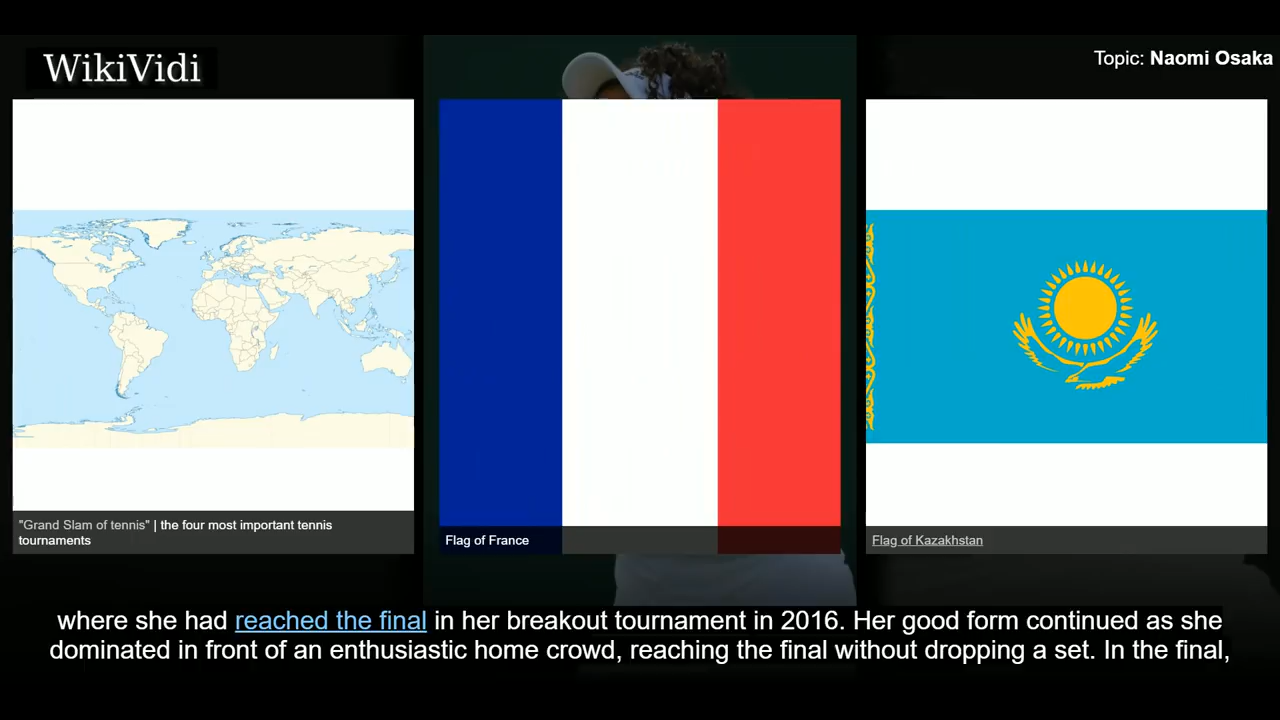 WikiVidi
Topic: Naomi Osaka
"Grand Slam of tennis" | the four most important tennis
tournaments
Flag of France
Flag of Kazakhstan
where she had reached the final in her breakout tournament in 2016. Her good form continued as she
dominated in front of an enthusiastic home crowd, reaching the final without dropping a set. In the final,